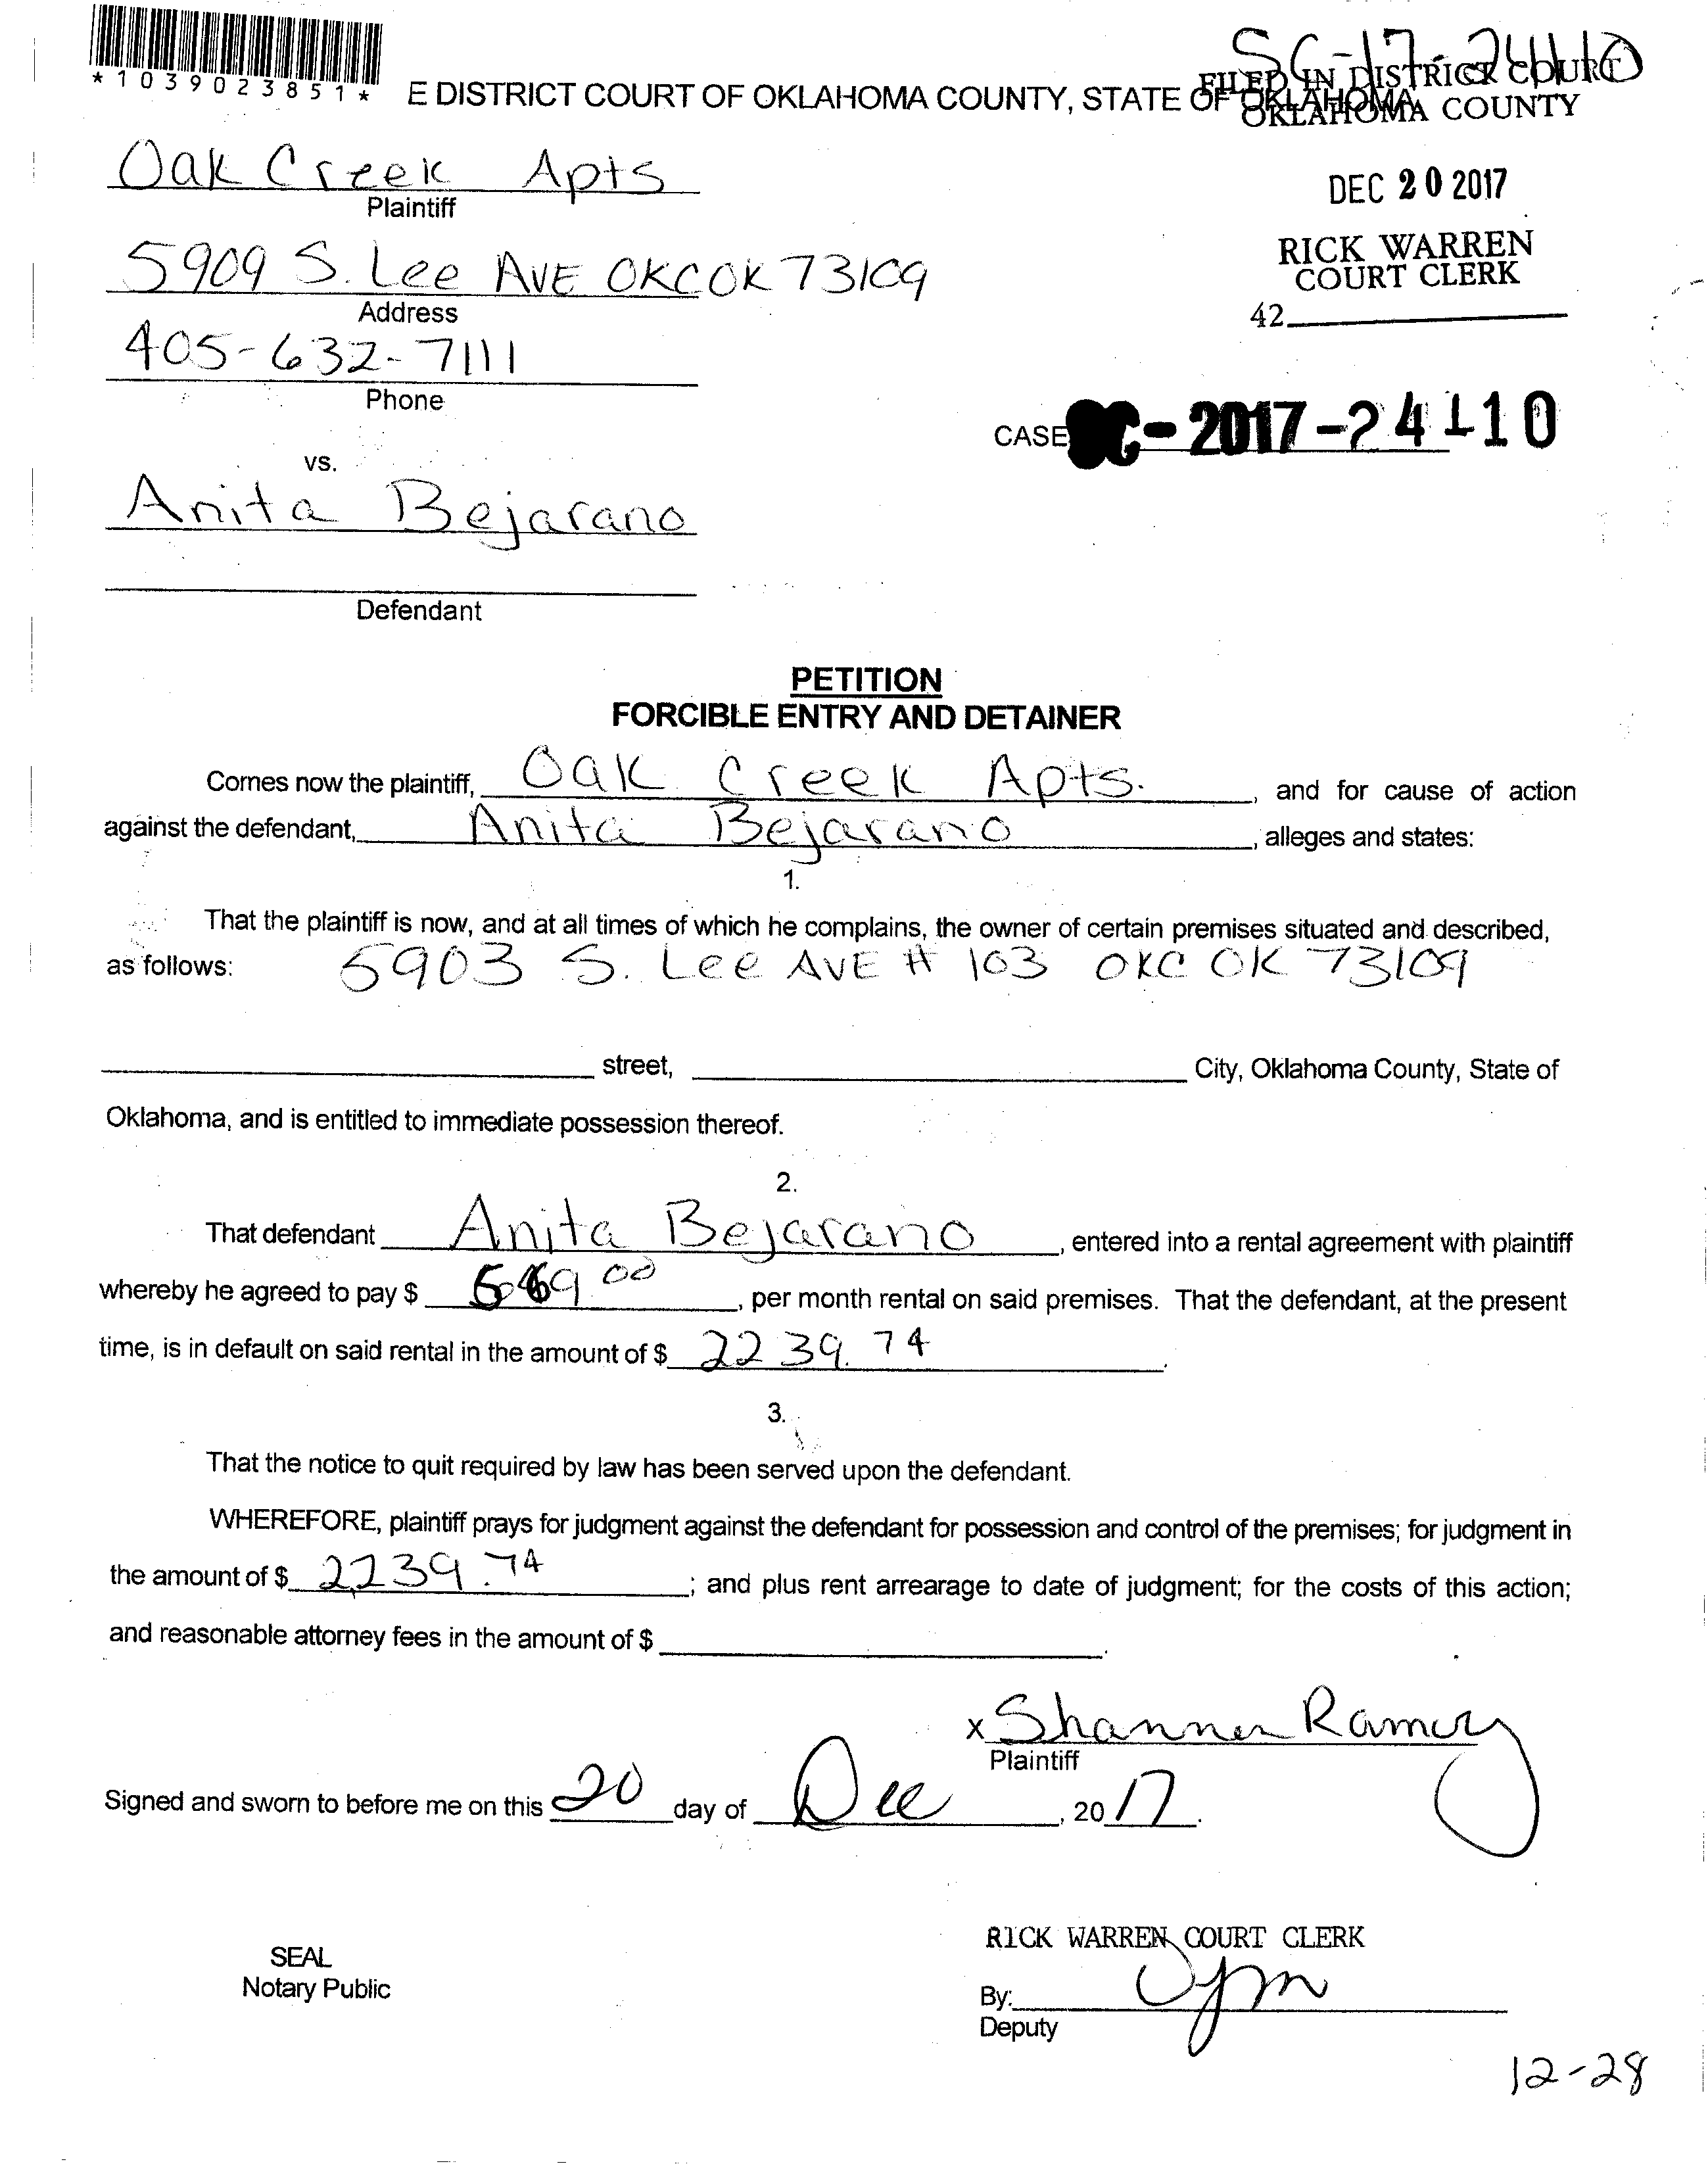 SC-17-24110
*1039023851*
E DISTRICT COURT OF OKLAHOMA COUNTY, STATE OF OKLAHOMA
FILED IN DISTRICT COURT
OKLAHOMA COUNTY
Oak Creek Apts
Plaintiff
DEC 20 2017
5909 S. Lee AVE OKC OK 73109
Address
RICK WARREN
COURT CLERK
42
405-632-7111
Phone
CASE SC-2017-24110
vs.
Anita Bejarano
Defendant
PETITION
FORCIBLE ENTRY AND DETAINER
Comes now the plaintiff, Oak Creek Apts. , and for cause of action
against the defendant, Anita Bejarano , alleges and states:
1.
That the plaintiff is now, and at all times of which he complains, the owner of certain premises situated and described,
as follows: 5903 S. Lee AVE # 103 OKC OK 73109
street, City, Oklahoma County, State of
Oklahoma, and is entitled to immediate possession thereof.
2.
That defendant Anita Bejarano , entered into a rental agreement with plaintiff
whereby he agreed to pay $ , per month rental on said premises. That the defendant, at the present
time, is in default on said rental in the amount of $ 2239.74 .
3.
That the notice to quit required by law has been served upon the defendant.
WHEREFORE, plaintiff prays for judgment against the defendant for possession and control of the premises; for judgment in
the amount of $ 2239.74 ; and plus rent arrearage to date of judgment; for the costs of this action;
and reasonable attorney fees in the amount of $ .
x Shannon Ramey
Plaintiff
Signed and sworn to before me on this 20 day of Dec , 2017.
RICK WARREN COURT CLERK
SEAL
Notary Public
By:
Deputy
12-28